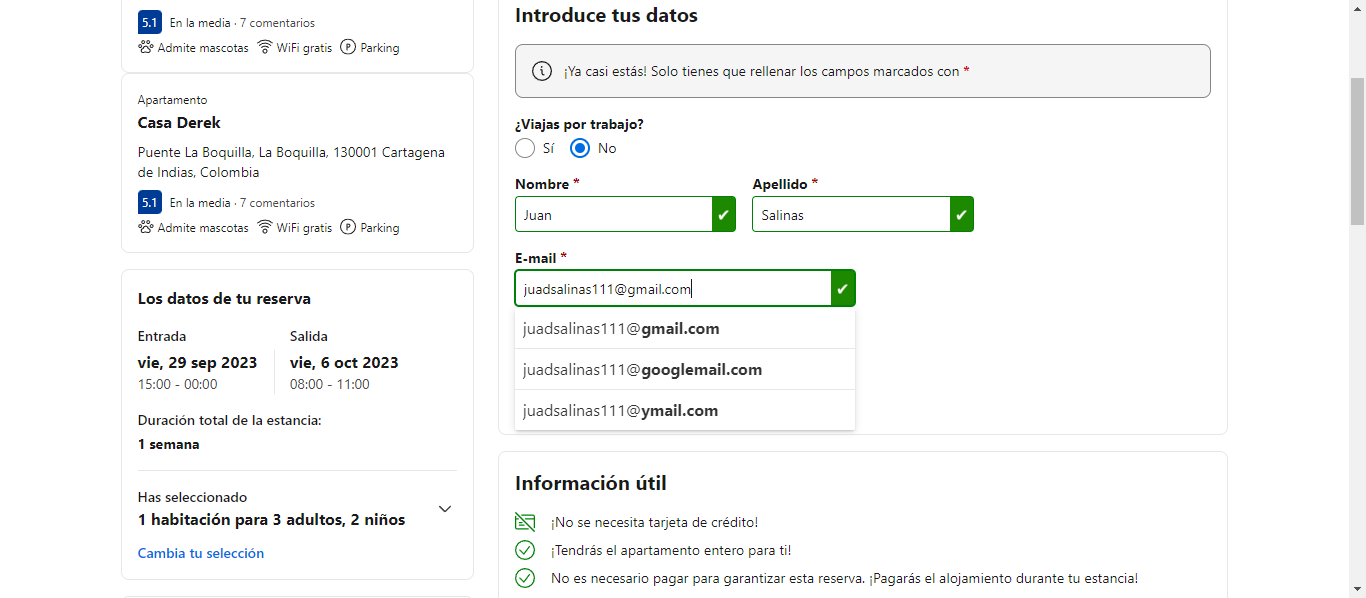 5.1 En la media · 7 comentarios
Admite mascotas WiFi gratis P Parking
Apartamento
Casa Derek
Puente La Boquilla, La Boquilla, 130001 Cartagena
de Indias, Colombia
5.1 En la media · 7 comentarios
Admite mascotas WiFi gratis P Parking
Los datos de tu reserva
Entrada Salida
vie, 29 sep 2023 vie, 6 oct 2023
15:00 - 00:00 08:00 - 11:00
Duración total de la estancia:
1 semana
Has seleccionado
1 habitación para 3 adultos, 2 niños
Cambia tu selección
Introduce tus datos
¡Ya casi estás! Solo tienes que rellenar los campos marcados con *
¿Viajas por trabajo?
Sí No
Nombre * Apellido *
Juan Salinas
E-mail *
juadsalinas111@gmail.com
juadsalinas111@gmail.com
juadsalinas111@googlemail.com
juadsalinas111@ymail.com
Información útil
¡No se necesita tarjeta de crédito!
¡Tendrás el apartamento entero para ti!
No es necesario pagar para garantizar esta reserva. ¡Pagarás el alojamiento durante tu estancia!